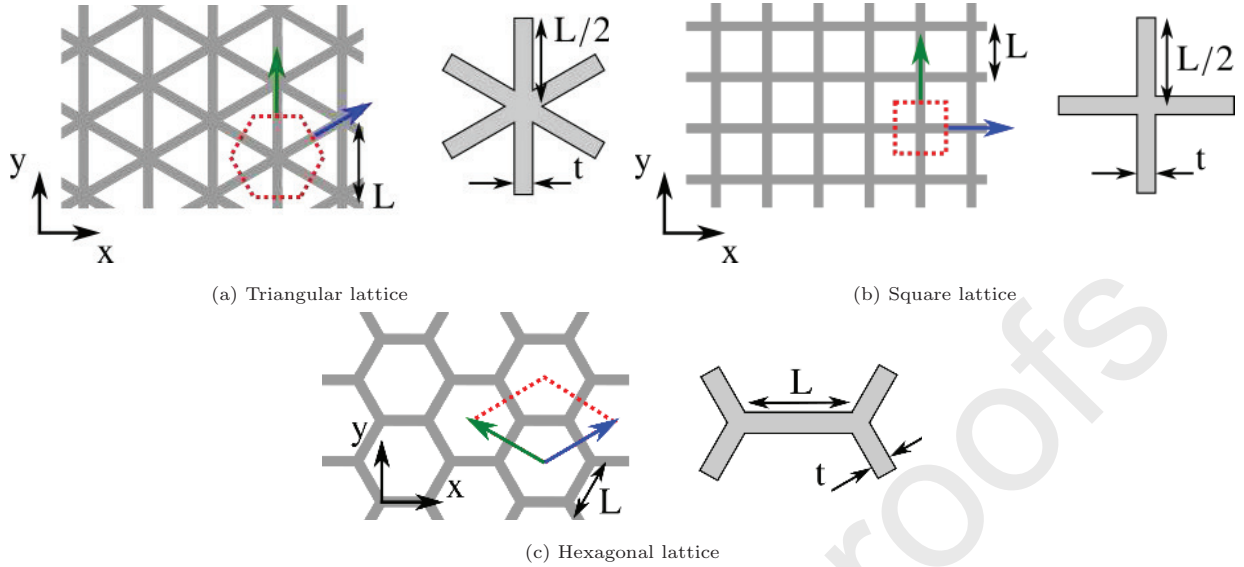 L/2
y
L
t
x
(a) Triangular lattice
L
L/2
y
t
x
(b) Square lattice
y
x
L
L
t
(c) Hexagonal lattice
roofs